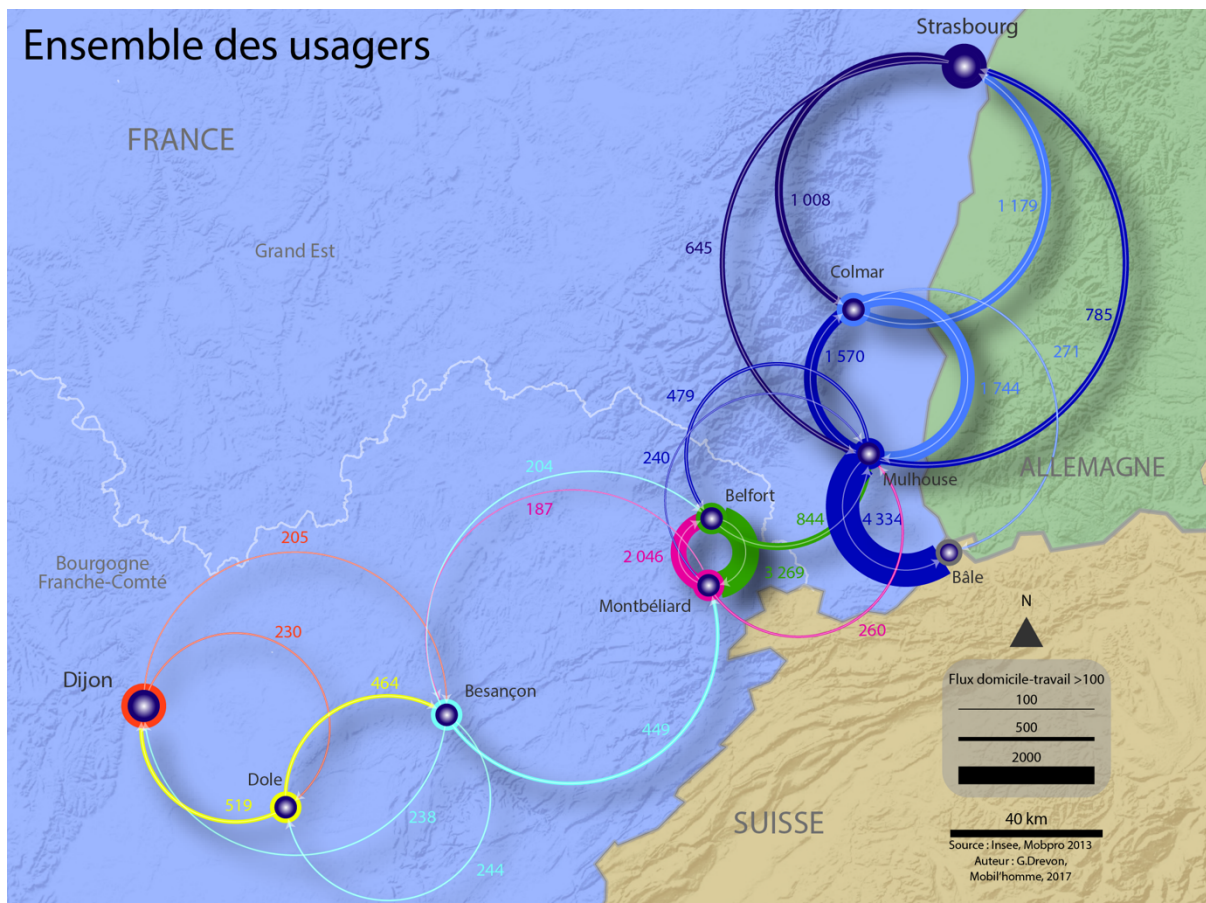 Ensemble des usagers
Strasbourg
FRANCE
1 008
1 179
645
Grand Est
Colmar
785
1 570
271
1 744
479
240
Mulhouse
ALLEMAGNE
204
Belfort
187
844
4 334
205
2 046
3 269
Bourgogne
Franche-Comté
Bâle
Montbéliard
N
230
260
Dijon
464
Besançon
Flux domicile-travail >100
100
449
500
2000
Dole
519
238
SUISSE
40 km
Source : Insee, Mobpro 2013
Auteur : G.Drevon,
Mobil'homme, 2017
244